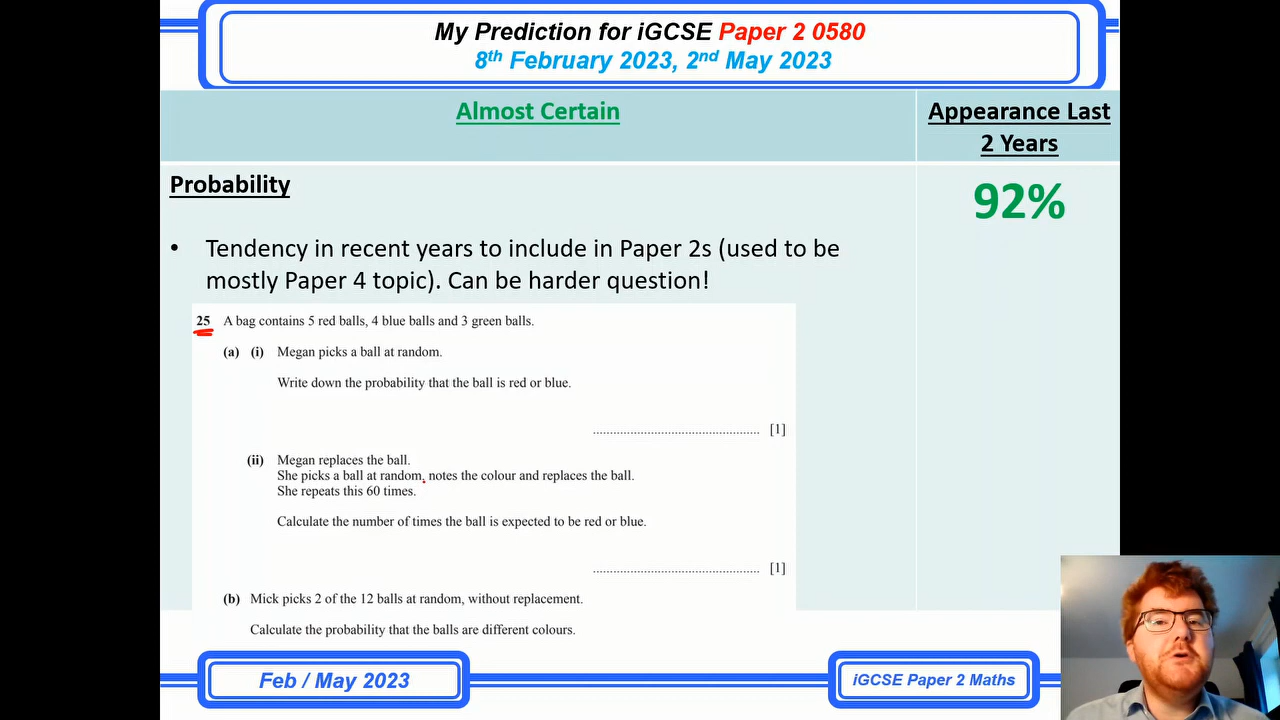 My Prediction for iGCSE Paper 2 0580
8th February 2023, 2nd May 2023
Almost Certain
Appearance Last
2 Years
Probability
92%
• Tendency in recent years to include in Paper 2s (used to be
mostly Paper 4 topic). Can be harder question!
25 A bag contains 5 red balls, 4 blue balls and 3 green balls.
(a) (i) Megan picks a ball at random.
Write down the probability that the ball is red or blue.
.................................................. [1]
(ii) Megan replaces the ball.
She picks a ball at random, notes the colour and replaces the ball.
She repeats this 60 times.
Calculate the number of times the ball is expected to be red or blue.
.................................................. [1]
(b) Mick picks 2 of the 12 balls at random, without replacement.
Calculate the probability that the balls are different colours.
Feb / May 2023
iGCSE Paper 2 Maths